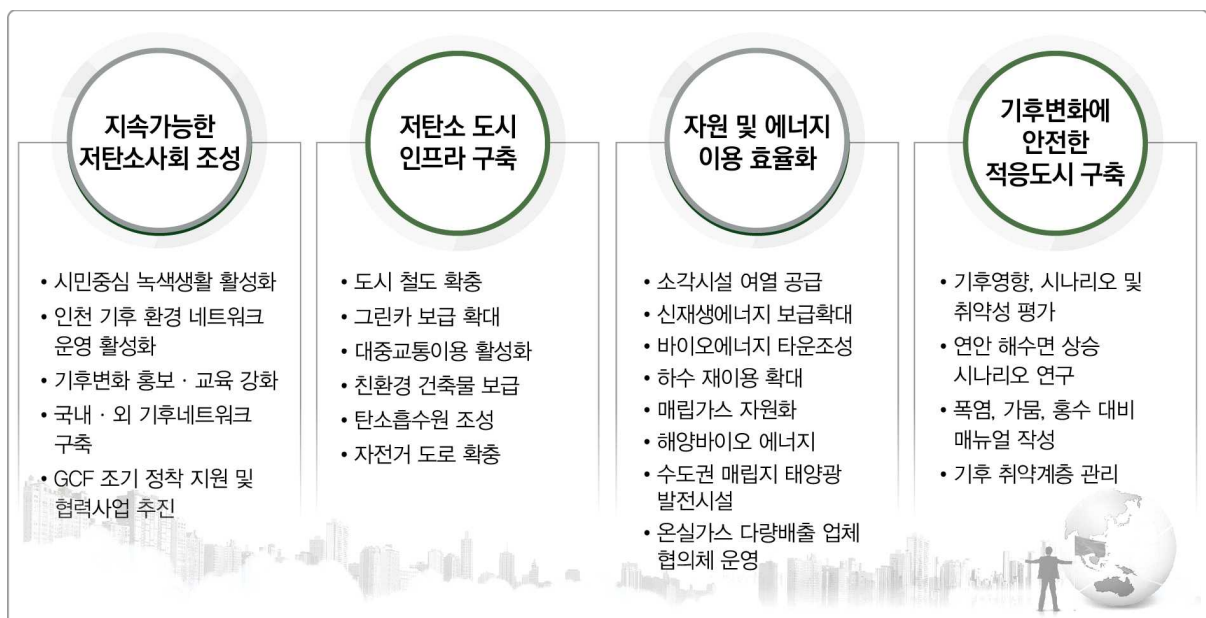 지속가능한
저탄소사회 조성
• 시민중심 녹색생활 활성화
• 인천 기후 환경 네트워크
운영 활성화
• 기후변화 홍보 · 교육 강화
• 국내 · 외 기후네트워크
구축
• GCF 조기 정착 지원 및
협력사업 추진
저탄소 도시
인프라 구축
• 도시 철도 확충
• 그린카 보급 확대
• 대중교통이용 활성화
• 친환경 건축물 보급
• 탄소흡수원 조성
• 자전거 도로 확충
자원 및 에너지
이용 효율화
• 소각시설 여열 공급
• 신재생에너지 보급확대
• 바이오에너지 타운조성
• 하수 재이용 확대
• 매립가스 자원화
• 해양바이오 에너지
• 수도권 매립지 태양광
발전시설
• 온실가스 다량배출 업체
협의체 운영
기후변화에
안전한
적응도시 구축
• 기후영향, 시나리오 및
취약성 평가
• 연안 해수면 상승
시나리오 연구
• 폭염, 가뭄, 홍수 대비
매뉴얼 작성
• 기후 취약계층 관리